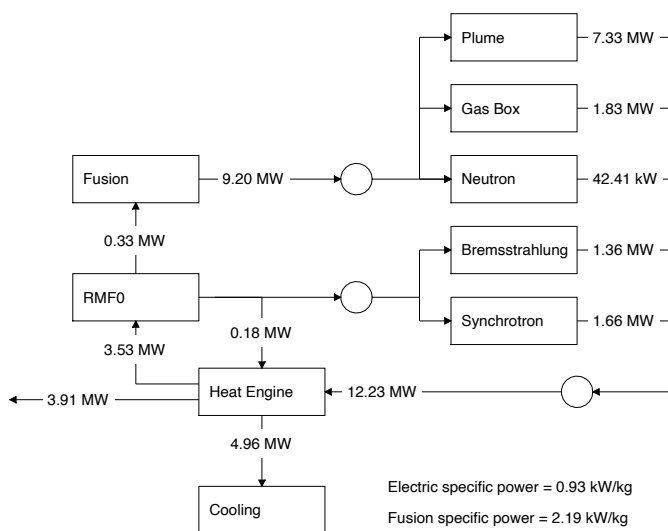 Plume
7.33 MW
Gas Box
1.83 MW
Fusion
9.20 MW
Neutron
42.41 kW
0.33 MW
Bremsstrahlung
1.36 MW
RMF0
0.18 MW
Synchrotron
1.66 MW
3.53 MW
Heat Engine
12.23 MW
3.91 MW
4.96 MW
Electric specific power = 0.93 kW/kg
Cooling
Fusion specific power = 2.19 kW/kg